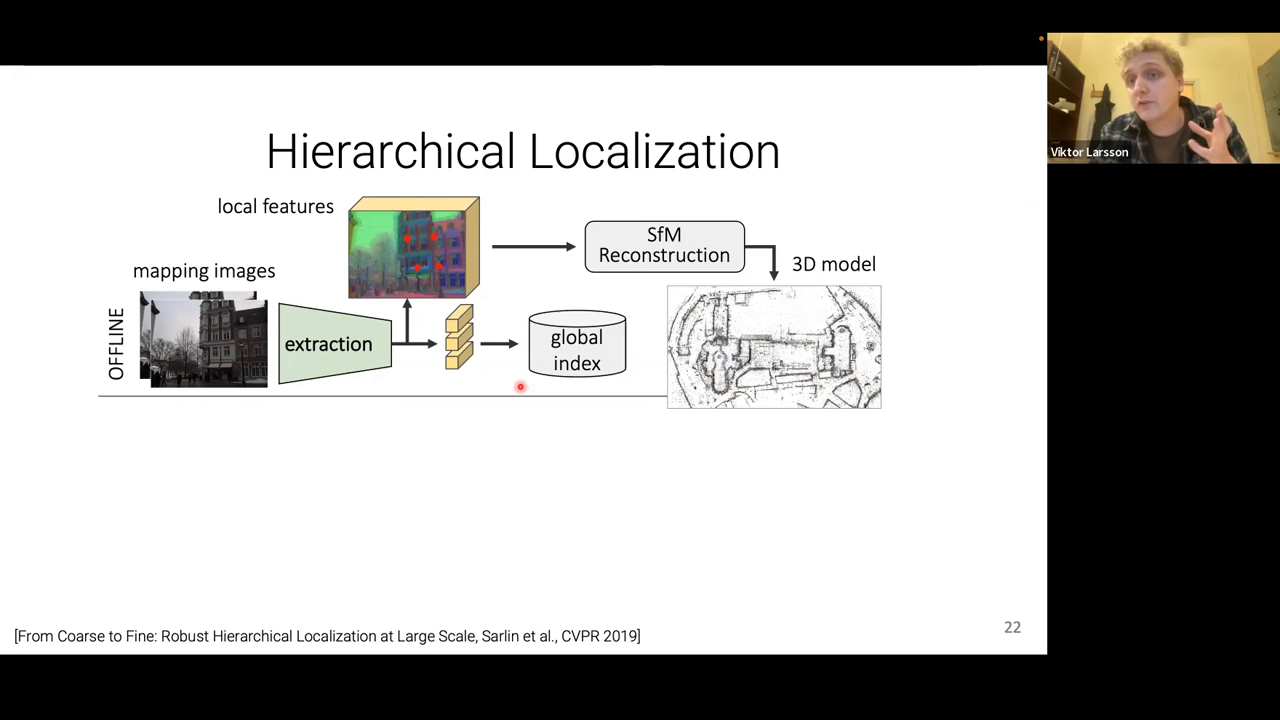 Viktor Larsson
Hierarchical Localization
local features
SfM
Reconstruction
3D model
mapping images
OFFLINE
extraction
global
index
[From Coarse to Fine: Robust Hierarchical Localization at Large Scale, Sarlin et al., CVPR 2019]
22